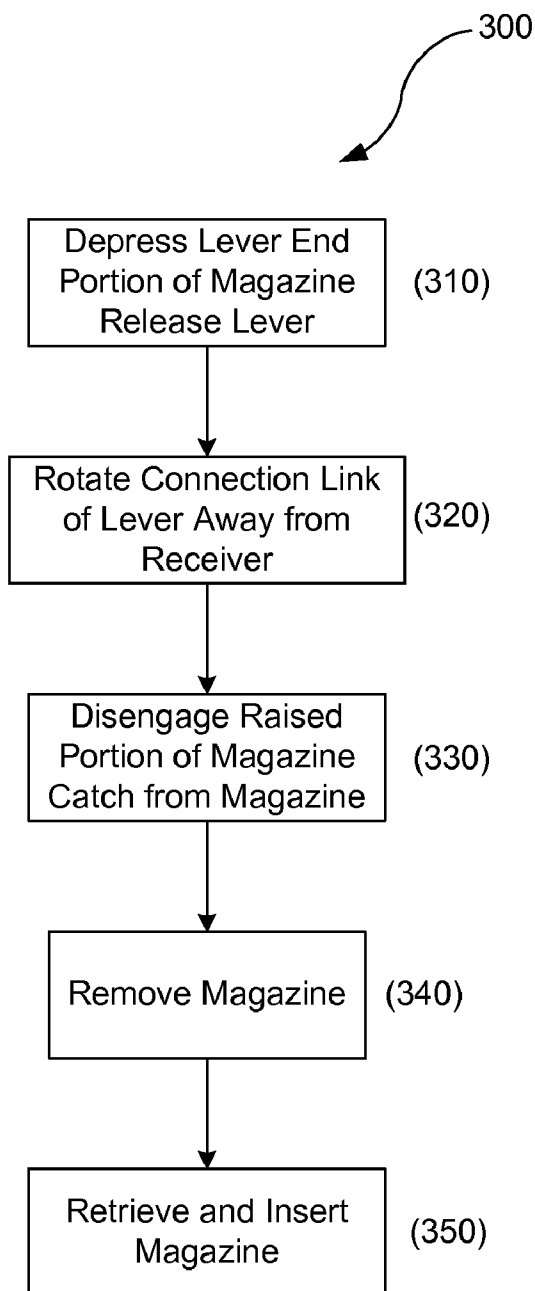 300
Depress Lever End
Portion of Magazine
Release Lever
(310)
Rotate Connection Link
of Lever Away from
Receiver
(320)
Disengage Raised
Portion of Magazine
Catch from Magazine
(330)
Remove Magazine
(340)
Retrieve and Insert
Magazine
(350)